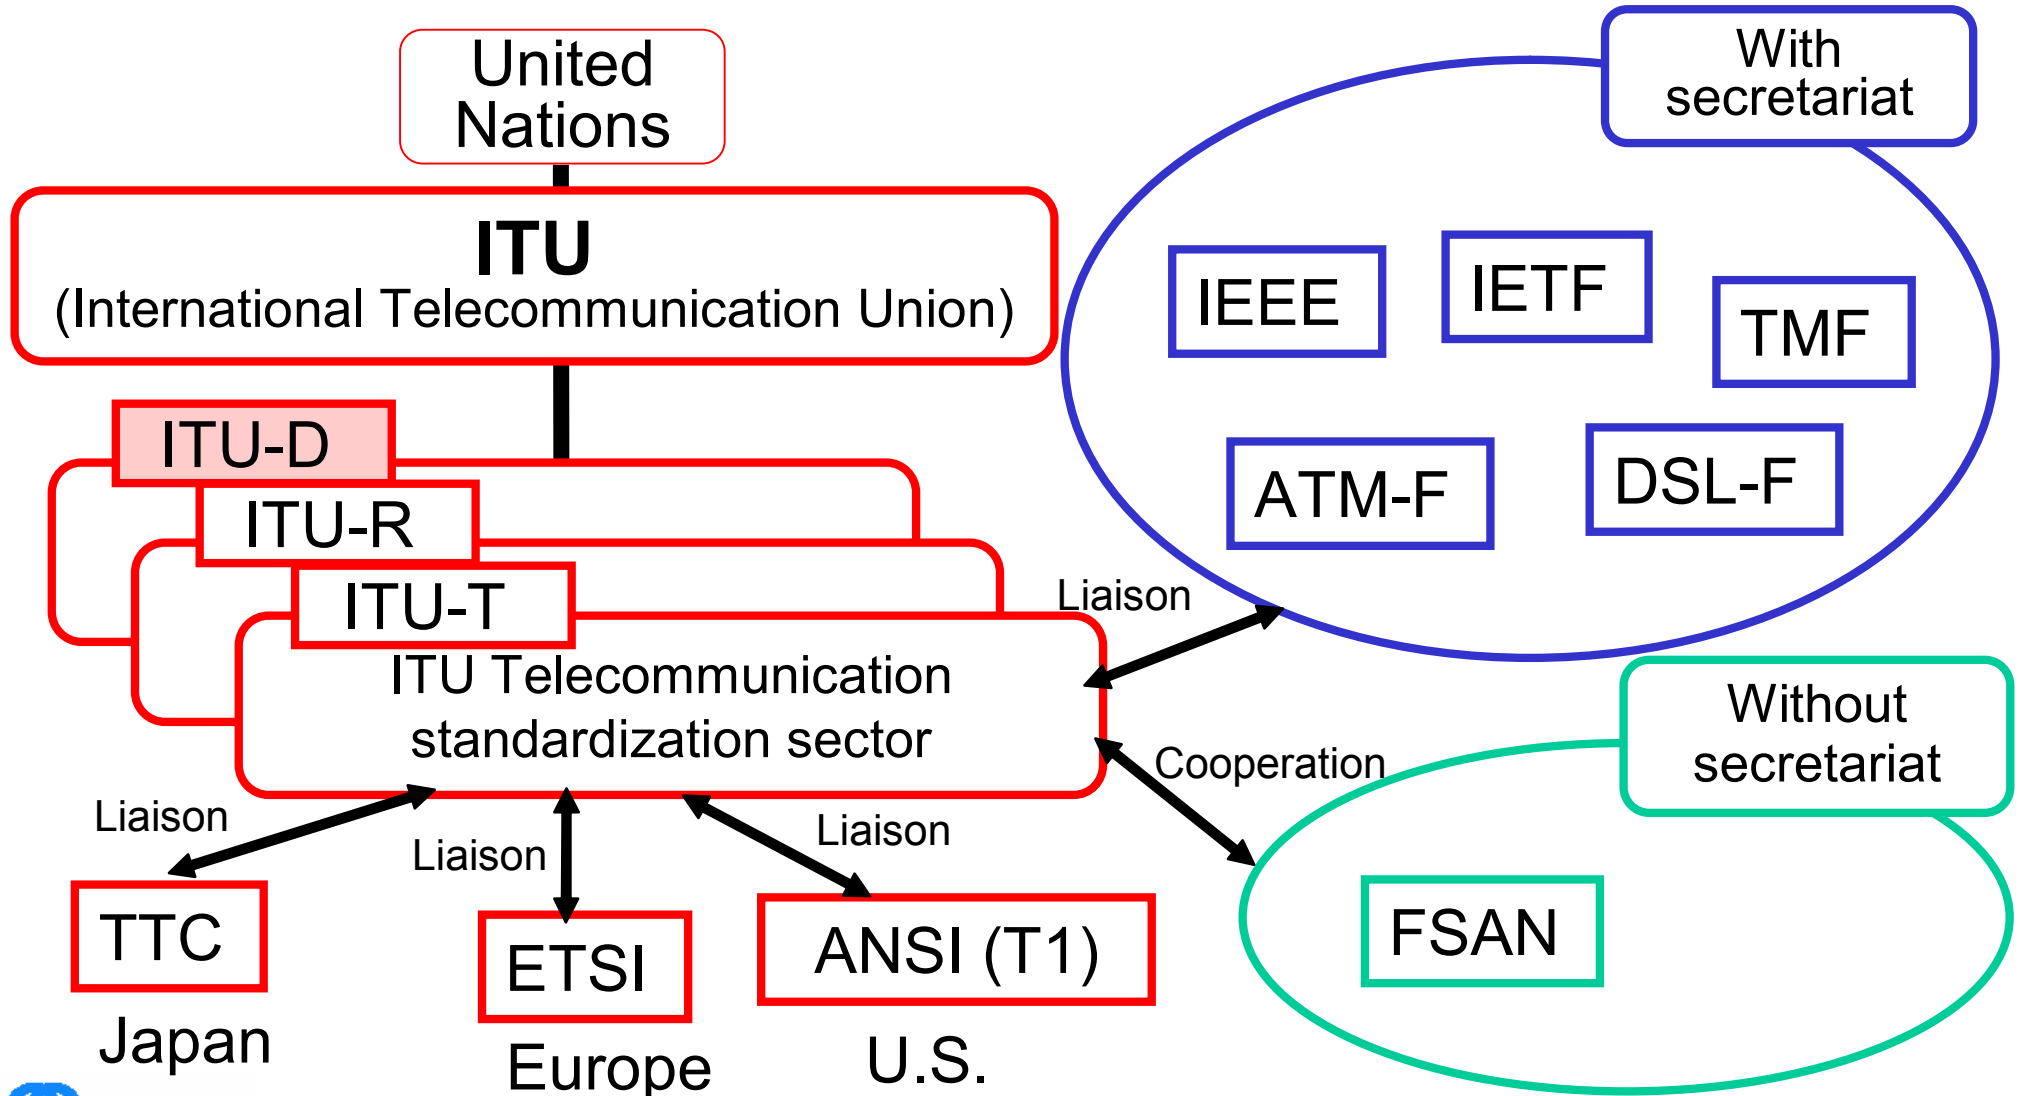 United
Nations
With
secretariat
ITU
(International Telecommunication Union)
IEEE
IETF
TMF
ITU-D
ATM-F
DSL-F
ITU-R
ITU-T
Liaison
ITU Telecommunication
standardization sector
Without
secretariat
Cooperation
Liaison
Liaison
Liaison
TTC
ETSI
ANSI (T1)
FSAN
Japan
Europe
U.S.